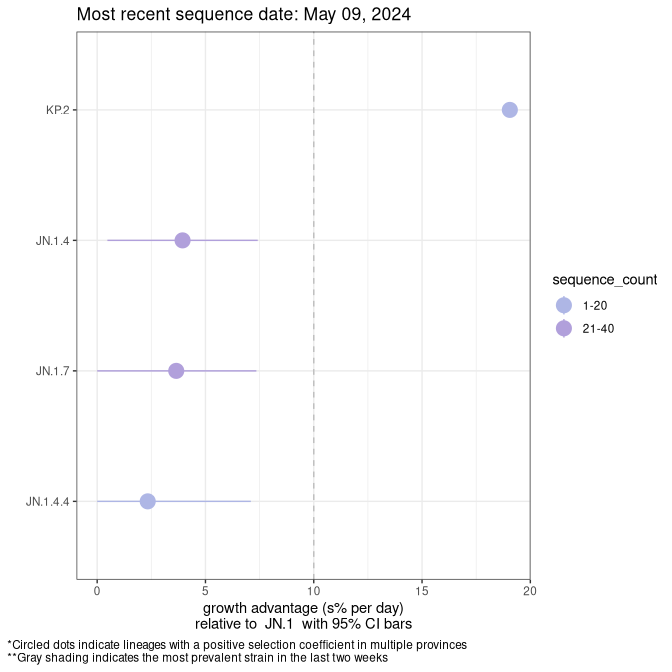 Most recent sequence date: May 09, 2024
KP.2
JN.1.4
JN.1.7
JN.1.4.4
0 5 10 15 20
growth advantage (s% per day)
relative to  JN.1  with 95% CI bars
sequence_count
1-20
21-40
*Circled dots indicate lineages with a positive selection coefficient in multiple provinces
**Gray shading indicates the most prevalent strain in the last two weeks